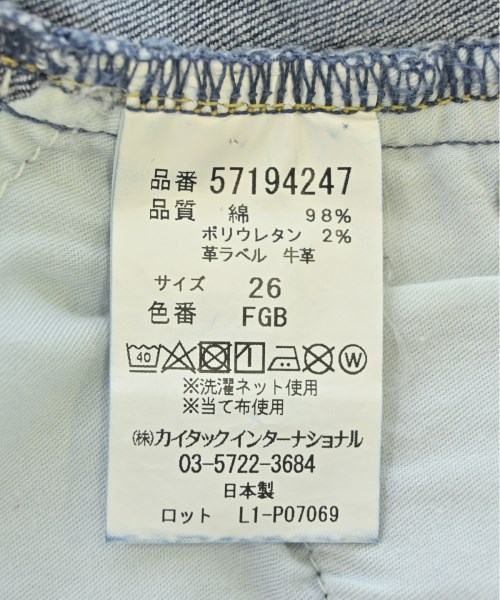 品番 57194247
品質 綿 98%
ポリウレタン 2%
革ラベル 牛革
サイズ 26
色番 FGB
40 W
※洗濯ネット使用
※当て布使用
㈱カイタックインターナショナル
03-5722-3684
日本製
ロット L1-P07069